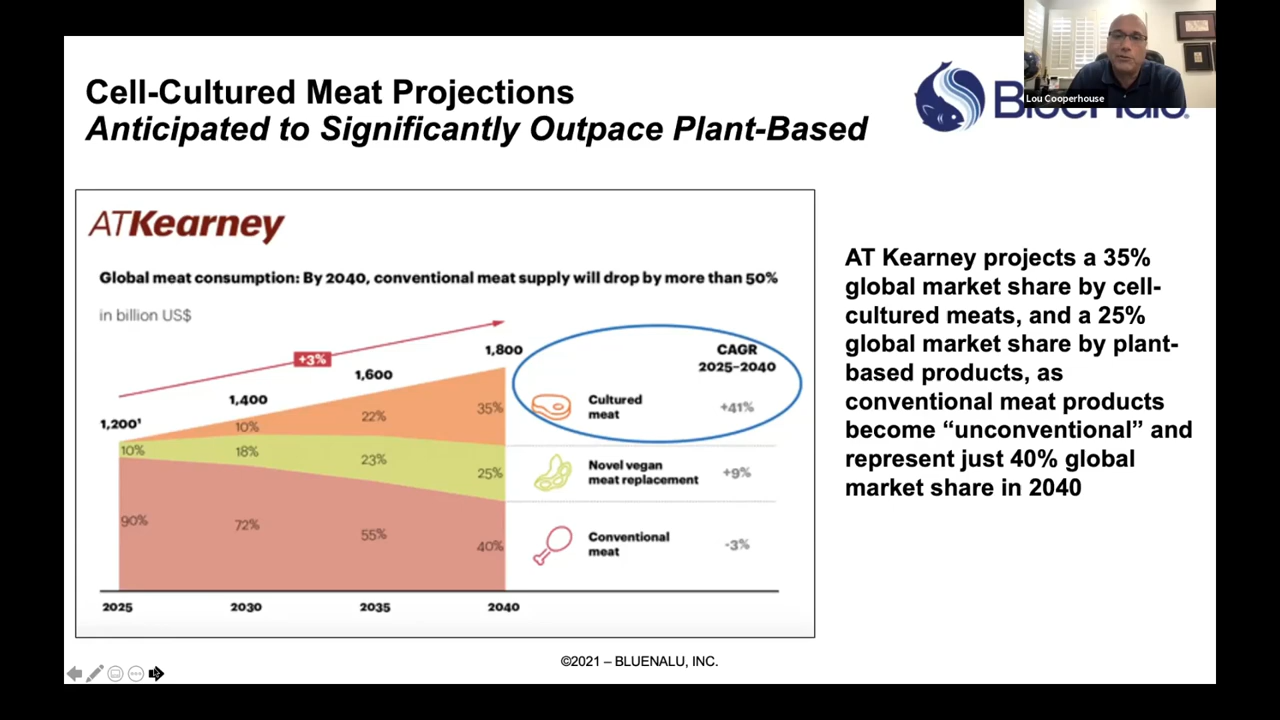 Cell-Cultured Meat Projections
Anticipated to Significantly Outpace Plant-Based
Lou Cooperhouse
BLUENALU®
ATKearney
Global meat consumption: By 2040, conventional meat supply will drop by more than 50%
in billion US$
+3%
1,200¹
1,400
1,600
1,800
CAGR
2025–2040
10%
22%
35%
Cultured
meat
+41%
10%
18%
23%
25%
Novel vegan
meat replacement
+9%
90%
72%
55%
40%
Conventional
meat
-3%
2025
2030
2035
2040
AT Kearney projects a 35%
global market share by cell-
cultured meats, and a 25%
global market share by plant-
based products, as
conventional meat products
become “unconventional” and
represent just 40% global
market share in 2040
©2021 – BLUENALU, INC.